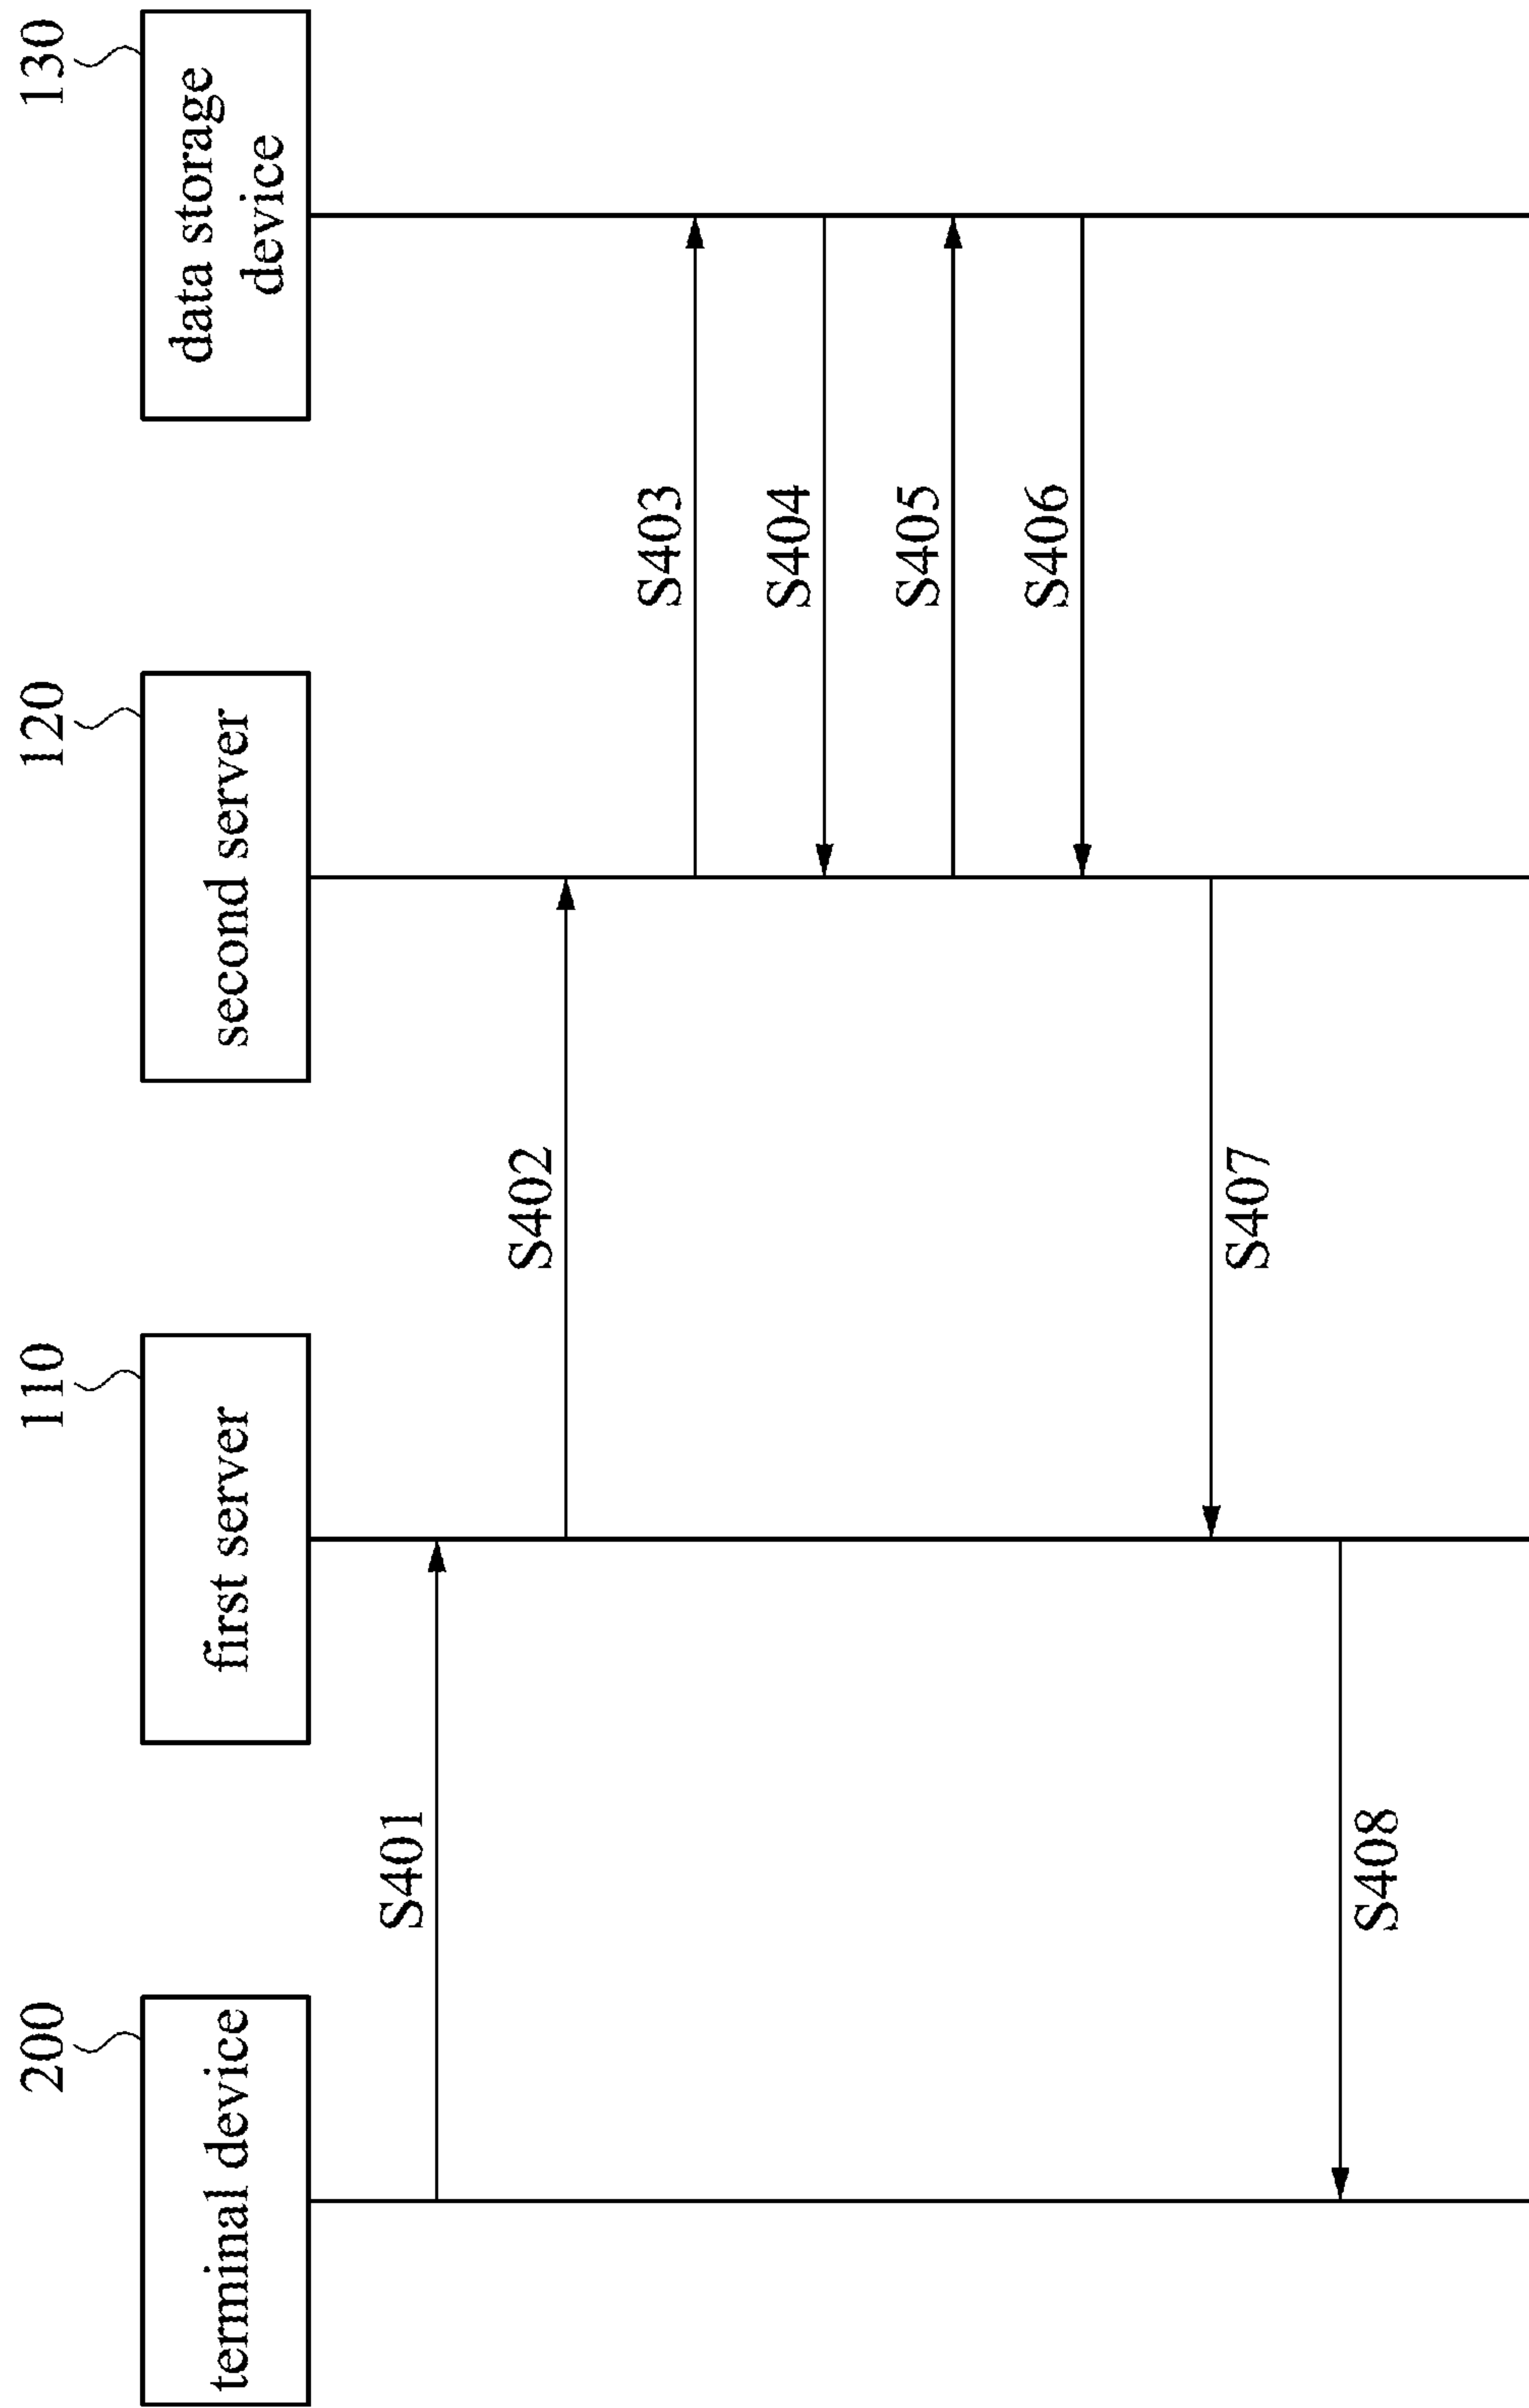 200
110
120
130
terminal device
first server
second server
data storage
device
S401
S402
S403
S404
S405
S406
S407
S408